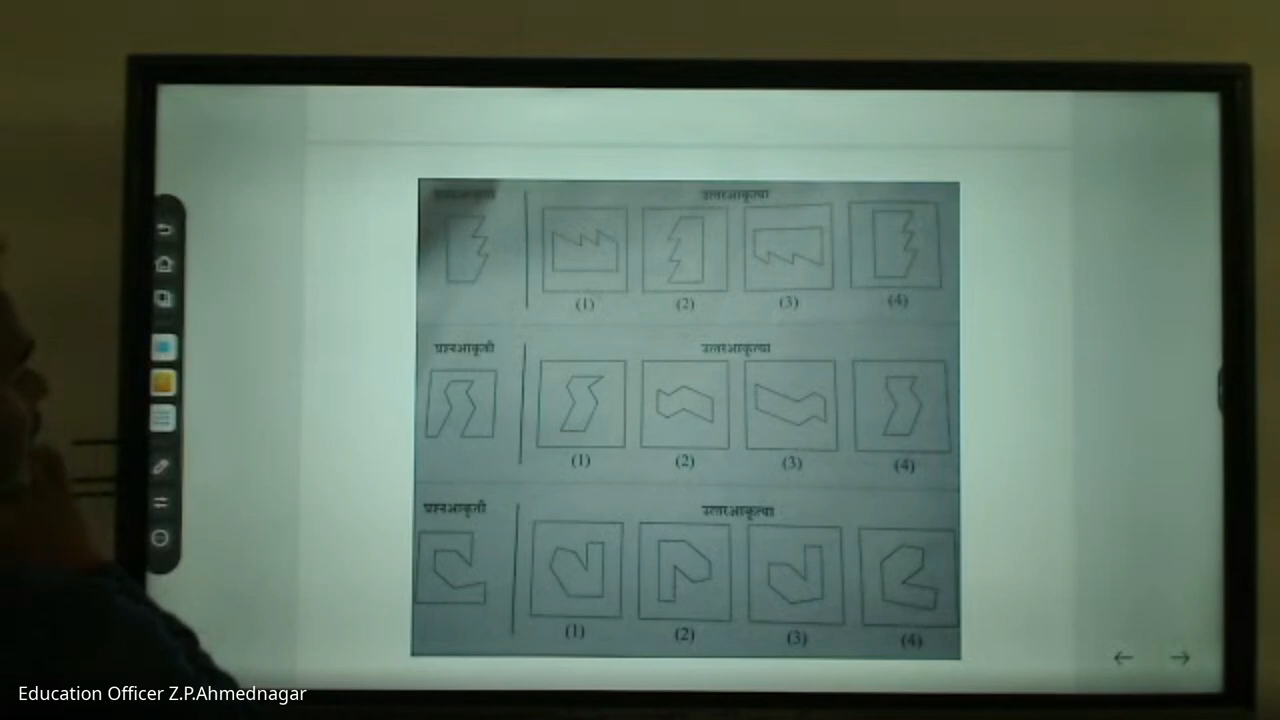 उत्तरआकृत्या
(1) (2) (3) (4)
प्रश्नआकृती उत्तरआकृत्या
(1) (2) (3) (4)
प्रश्नआकृती उत्तरआकृत्या
(1) (2) (3) (4)
Education Officer Z.P.Ahmednagar